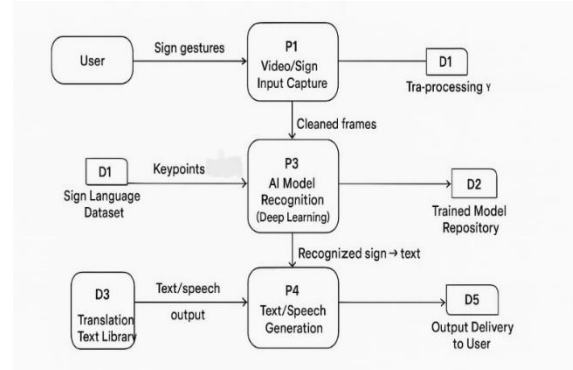 User
Sign gestures
P1
Video/Sign
Input Capture
D1
Tra-processing Y
Cleaned frames
D1
Sign Language
Dataset
Keypoints
P3
AI Model
Recognition
(Deep Learning)
D2
Trained Model
Repository
Recognized sign → text
D3
Translation
Text Library
Text/speech
output
P4
Text/Speech
Generation
D5
Output Delivery
to User